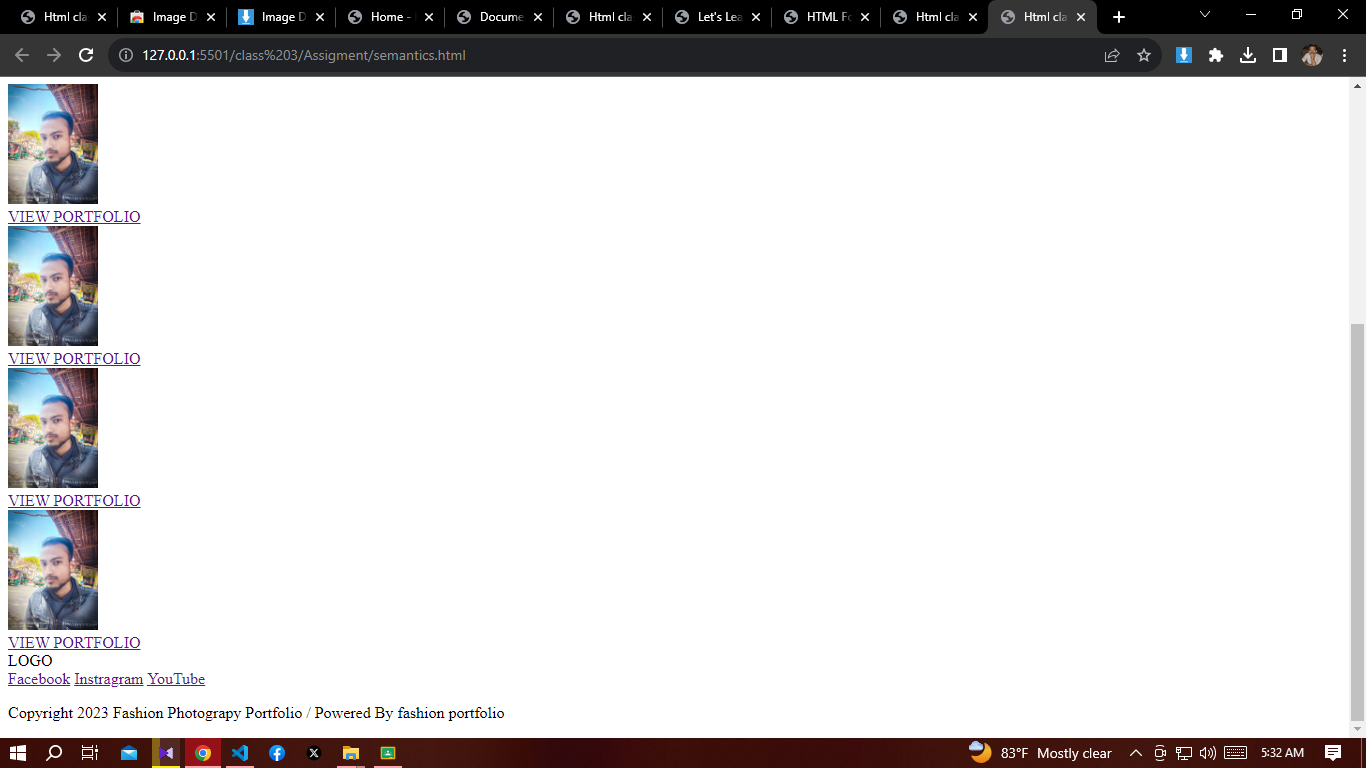 Html cla
Image D
Image D
Home -
Docume
Html cla
Let's Lea
HTML Fo
Html cla
Html cla
127.0.0.1:5501/class%203/Assigment/semantics.html
VIEW PORTFOLIO
VIEW PORTFOLIO
VIEW PORTFOLIO
VIEW PORTFOLIO
LOGO
Facebook Instragram YouTube
Copyright 2023 Fashion Photograpy Portfolio / Powered By fashion portfolio
83°F Mostly clear
5:32 AM